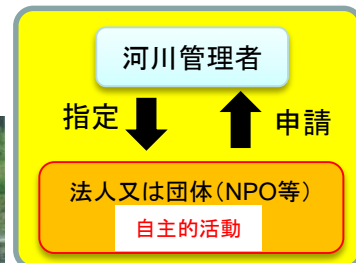 河川管理者
指定
申請
法人又は団体（NPO等）
自主的活動